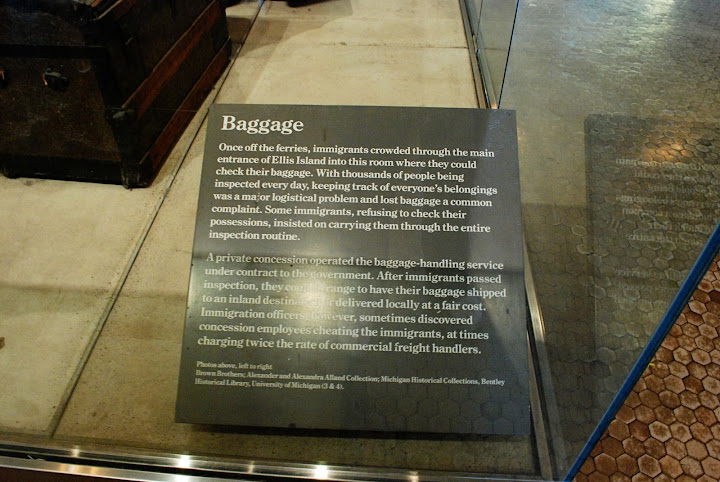 Baggage
Once off the ferries, immigrants crowded through the main
entrance of Ellis Island into this room where they could
check their baggage. With thousands of people being
inspected every day, keeping track of everyone's belongings
was a major logistical problem and lost baggage a common
complaint. Some immigrants, refusing to check their
possessions, insisted on carrying them through the entire
inspection routine.
A private concession operated the baggage-handling service
under contract to the government. After immigrants passed
inspection, they could arrange to have their baggage shipped
to an inland destination or delivered locally at a fair cost.
Immigration officers, however, sometimes discovered
concession employees cheating the immigrants, at times
charging twice the rate of commercial freight handlers.
Photos above, left to right
Brown Brothers; Alexander and Alexandra Alland Collection; Michigan Historical Collections, Bentley
Historical Library, University of Michigan (3 & 4).